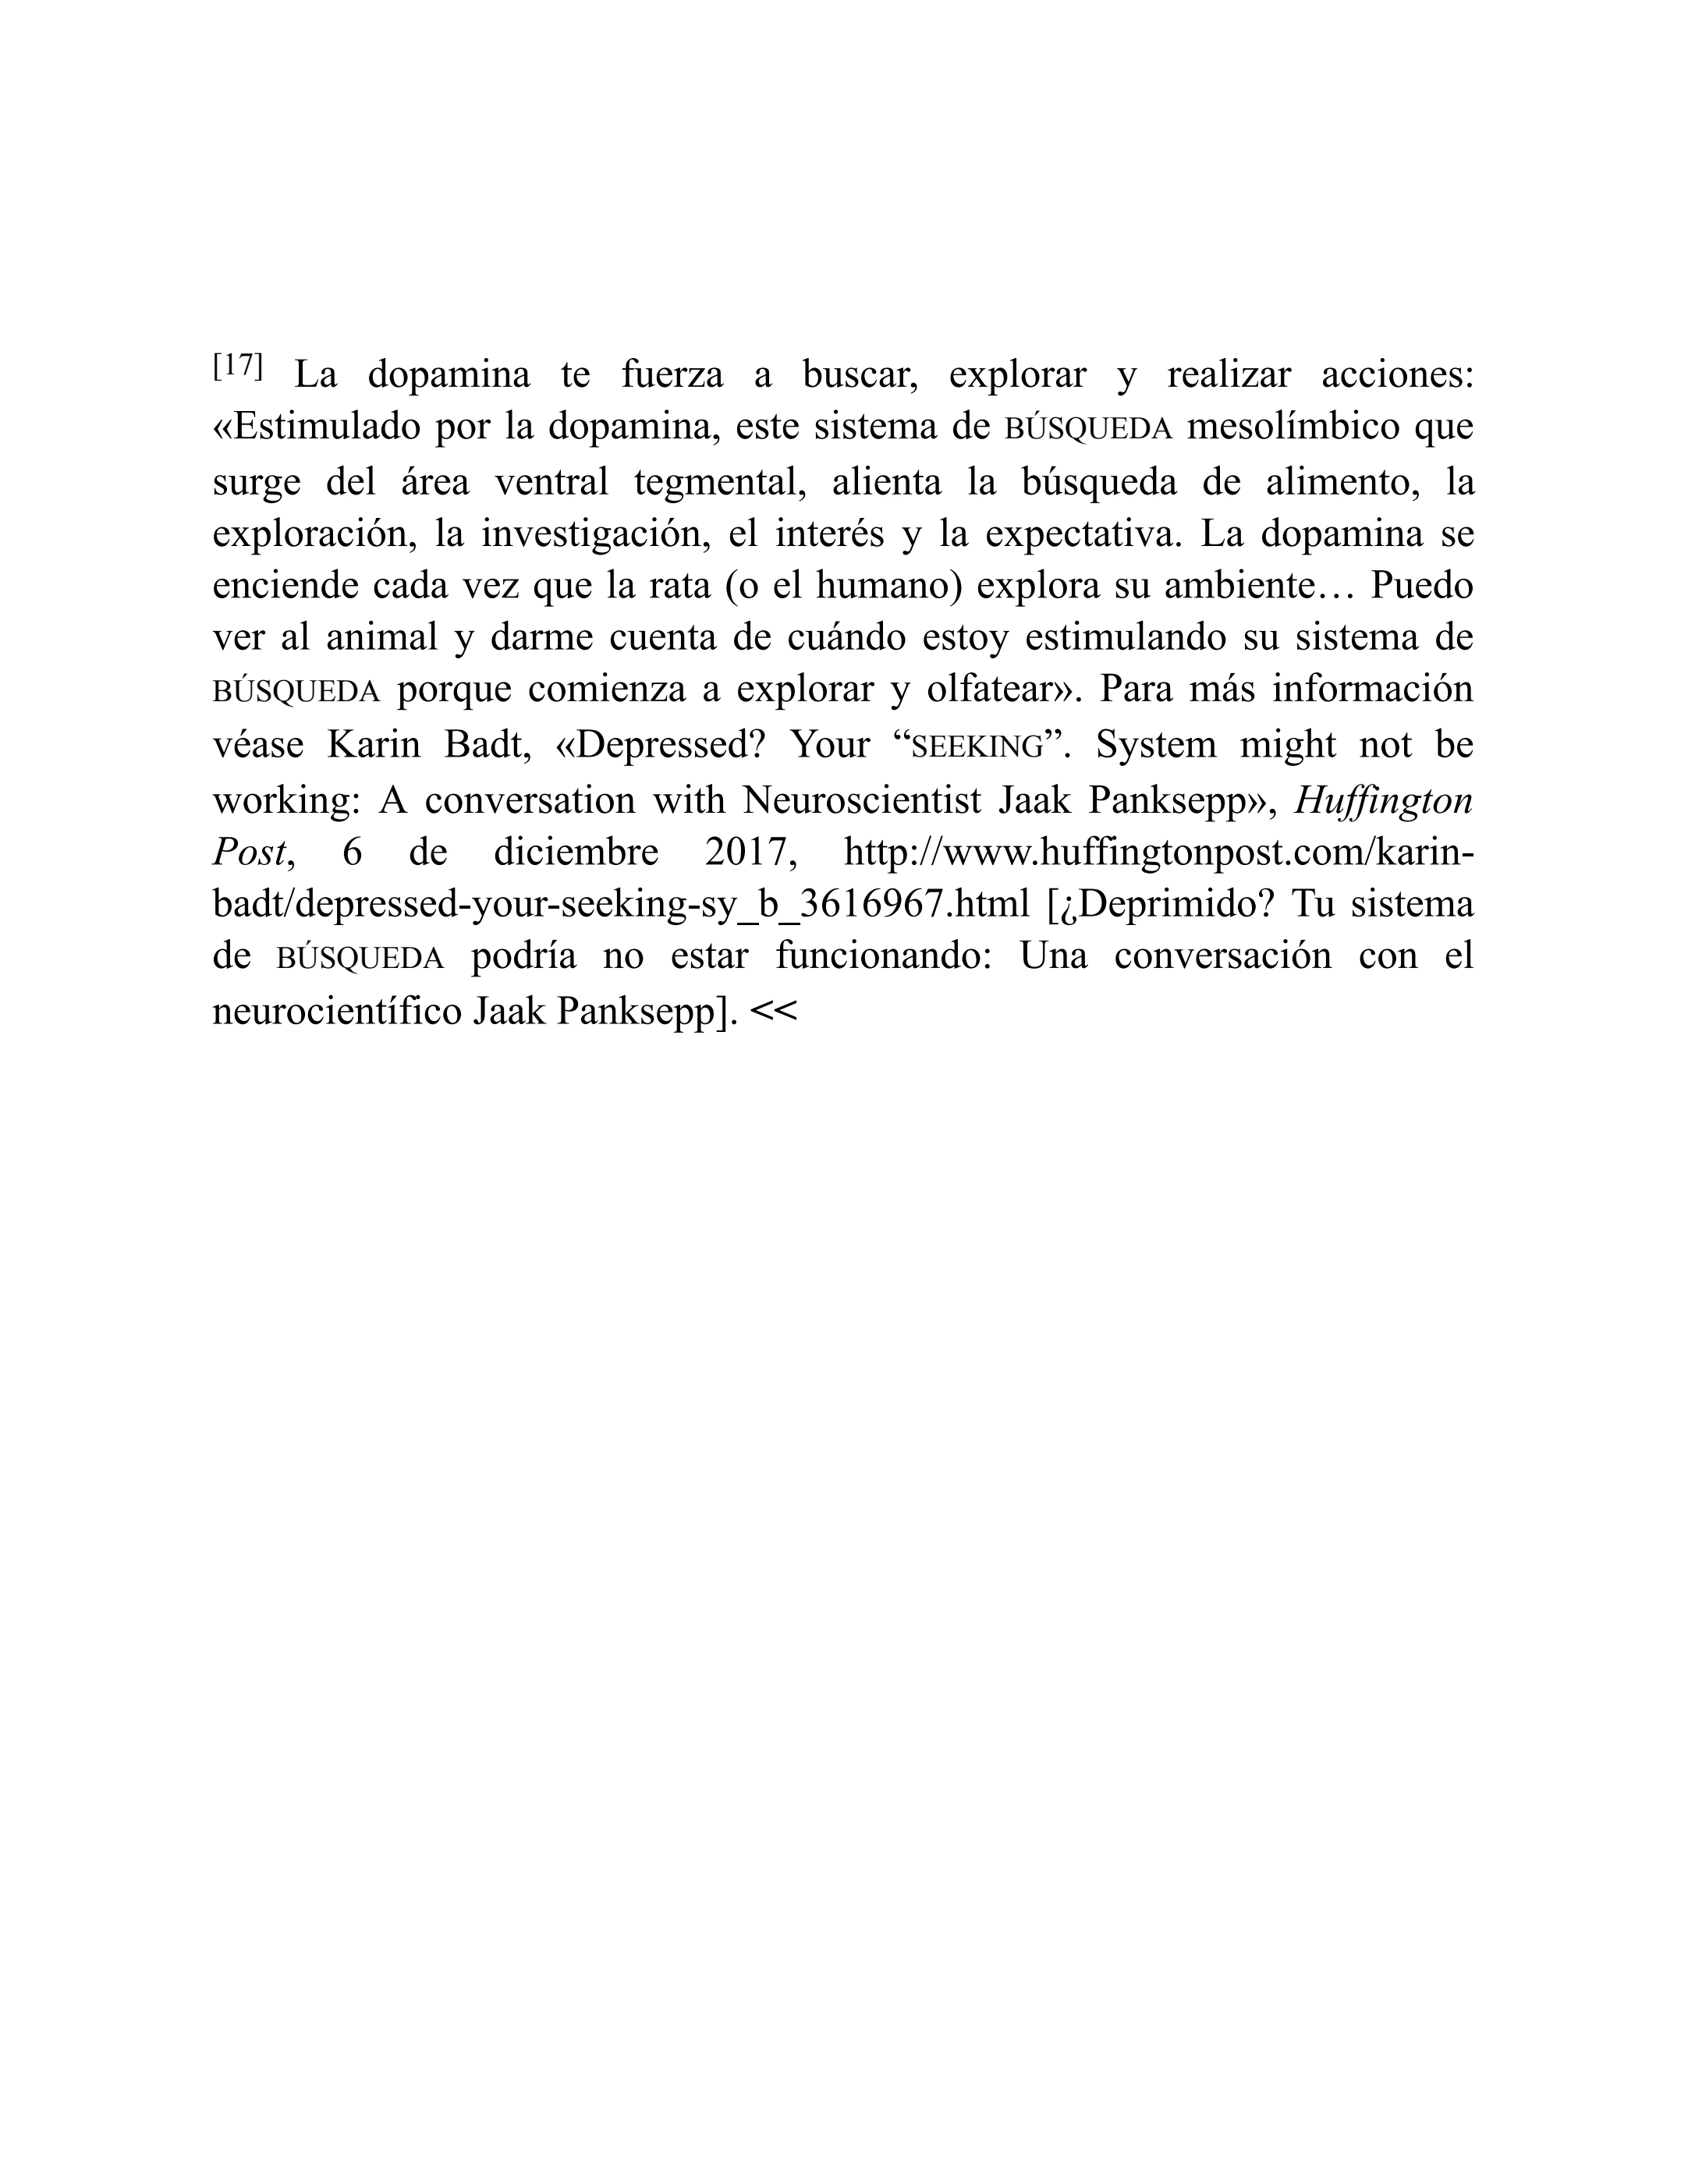 [17] La dopamina te fuerza a buscar, explorar y realizar acciones:
«Estimulado por la dopamina, este sistema de BÚSQUEDA mesolímbico que
surge del área ventral tegmental, alienta la búsqueda de alimento, la
exploración, la investigación, el interés y la expectativa. La dopamina se
enciende cada vez que la rata (o el humano) explora su ambiente… Puedo
ver al animal y darme cuenta de cuándo estoy estimulando su sistema de
BÚSQUEDA porque comienza a explorar y olfatear». Para más información
véase Karin Badt, «Depressed? Your “SEEKING”. System might not be
working: A conversation with Neuroscientist Jaak Panksepp», Huffington
Post, 6 de diciembre 2017, http://www.huffingtonpost.com/karin-
badt/depressed-your-seeking-sy_b_3616967.html [¿Deprimido? Tu sistema
de BÚSQUEDA podría no estar funcionando: Una conversación con el
neurocientífico Jaak Panksepp]. <<